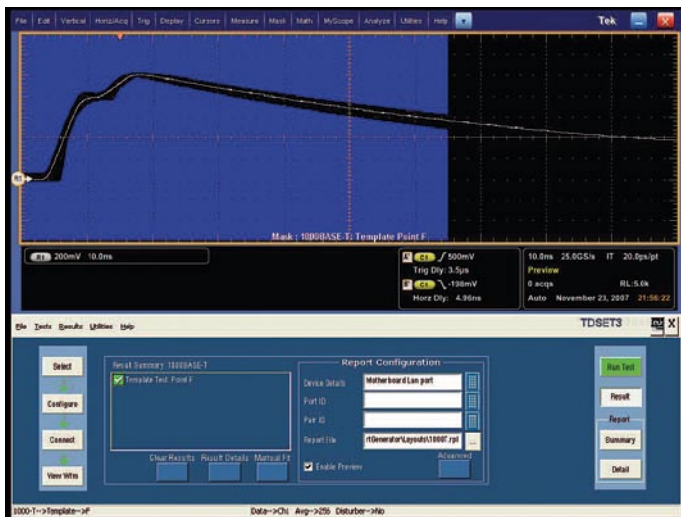 File Edit Vertical Horiz/Acq Trig Display Cursors Measure Mask Math MyScope Analyze Utilities Help Tek X
R1
Mask : 1000BASE-T: Template Point F
R1 200mV 10.0ns
A' C1 500mV
Trig Dly: 3.5µs
C1 -198mV
Horz Dly: 4.96ns
10.0ns 25.0GS/s IT 20.0ps/pt
Preview
0 acqs RL:5.0k
Auto November 23, 2007 21:56:22
File Tests Results Utilities Help TDSET3 X
Select
Configure
Connect
View Wfm
Result Summary 1000BASE-T
Template Test Point F
Clear Results Result Details Manual Fit
Report Configuration
Device Details Motherboard Lan port
Port ID
Pair ID
Report File rtGenerator\Layouts\1000T.rpl ...
Enable Preview
Advanced
Run Test
Result
Report
Summary
Detail
1000-T-->Template-->F Data-->Ch1 Avg-->256 Disturber-->No